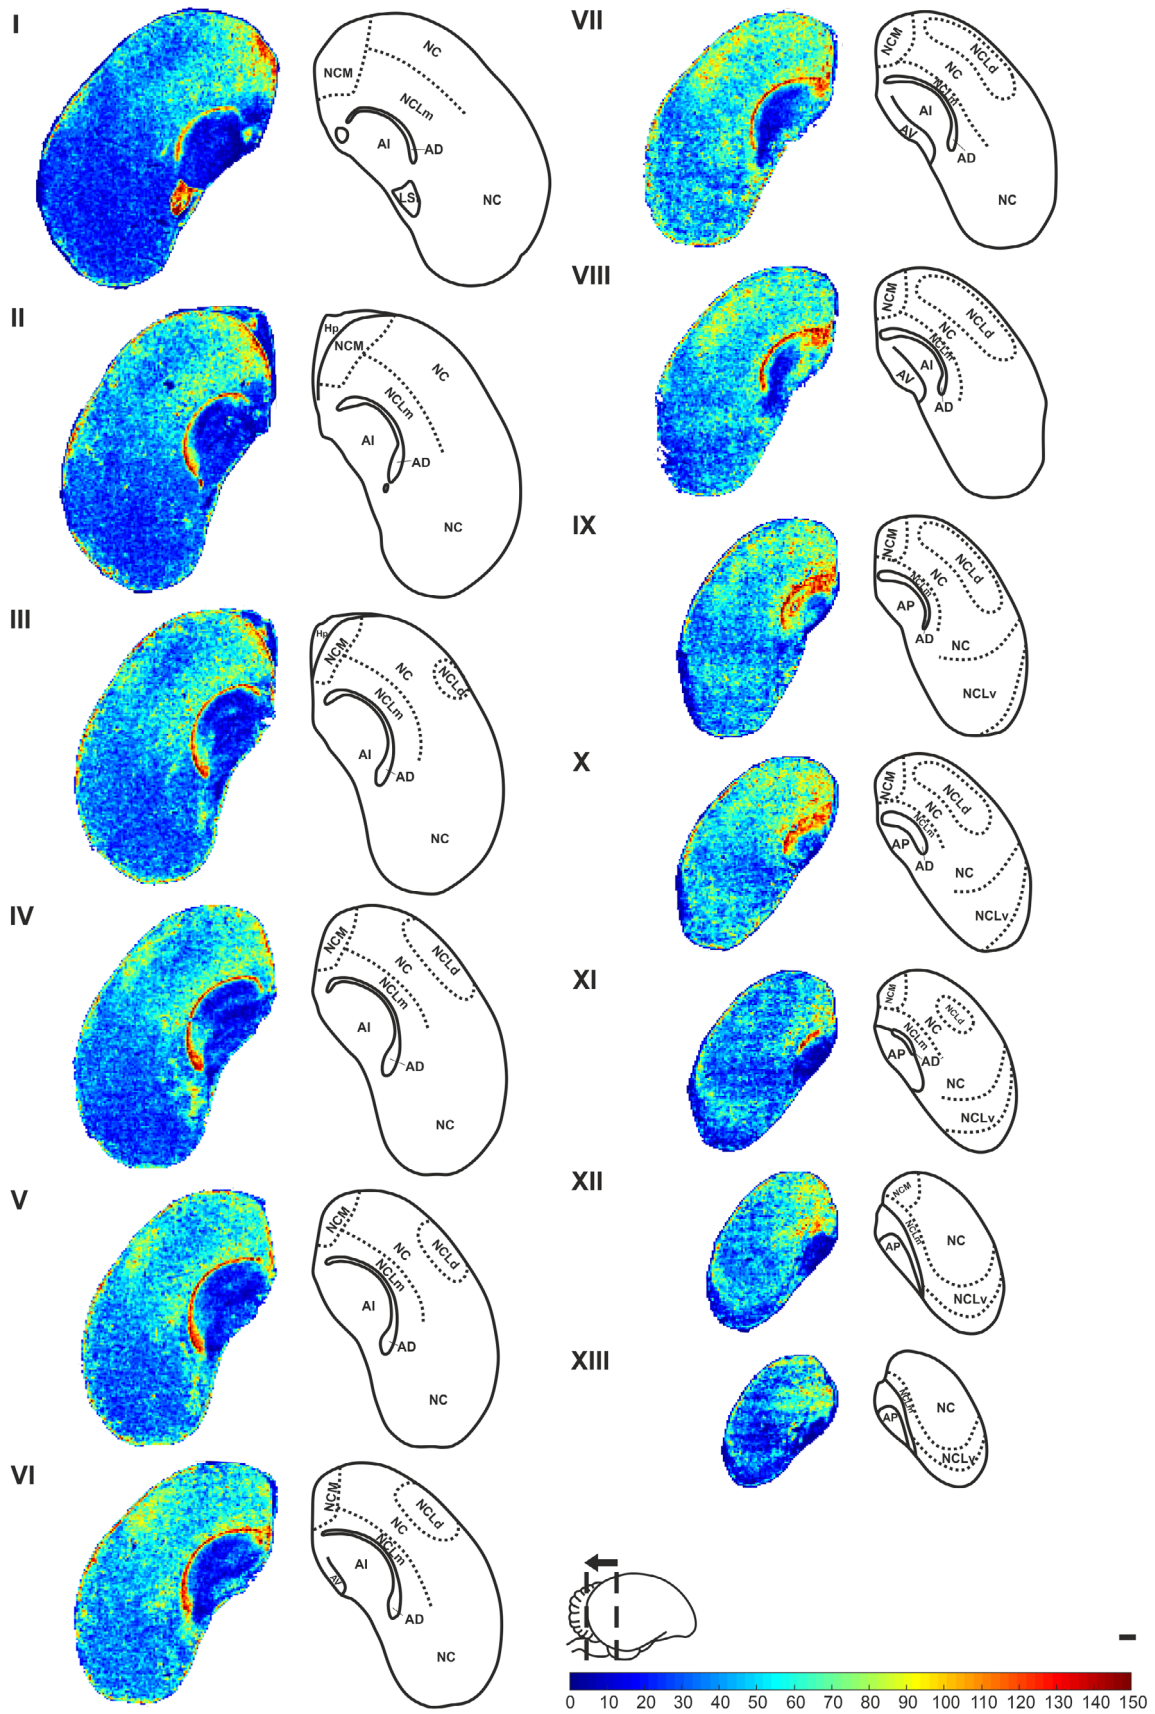 I
NC
NCM
NCLm
AI
AD
LS
NC
II
Hp
NCM
NC
NCLm
AI
AD
NC
III
Hp
NCM
NC
NCLd
NCLm
AI
AD
NC
IV
NCM
NCLd
NC
NCLm
AI
AD
NC
V
NCM
NC
NCLd
NCLm
AI
AD
NC
VI
NCM
NCLd
NC
NCLm
AI
AV
AD
NC
VII
NCM
NCLd
NC
NCLm
AI
AV
AD
NC
VIII
NCM
NCLd
NC
NCLm
AI
AV
AD
IX
NCM
NCLd
NC
NCLm
AP
AD
NC
NCLv
X
NCM
NCLd
NC
NCLm
AP
AD
NC
NCLv
XI
NCM
NCLd
NC
NCLm
AP
AD
NC
NCLv
XII
NCM
NCLm
NC
AP
NCLv
XIII
NCLM
NC
AP
NCLv
0 10 20 30 40 50 60 70 80 90 100 110 120 130 140 150